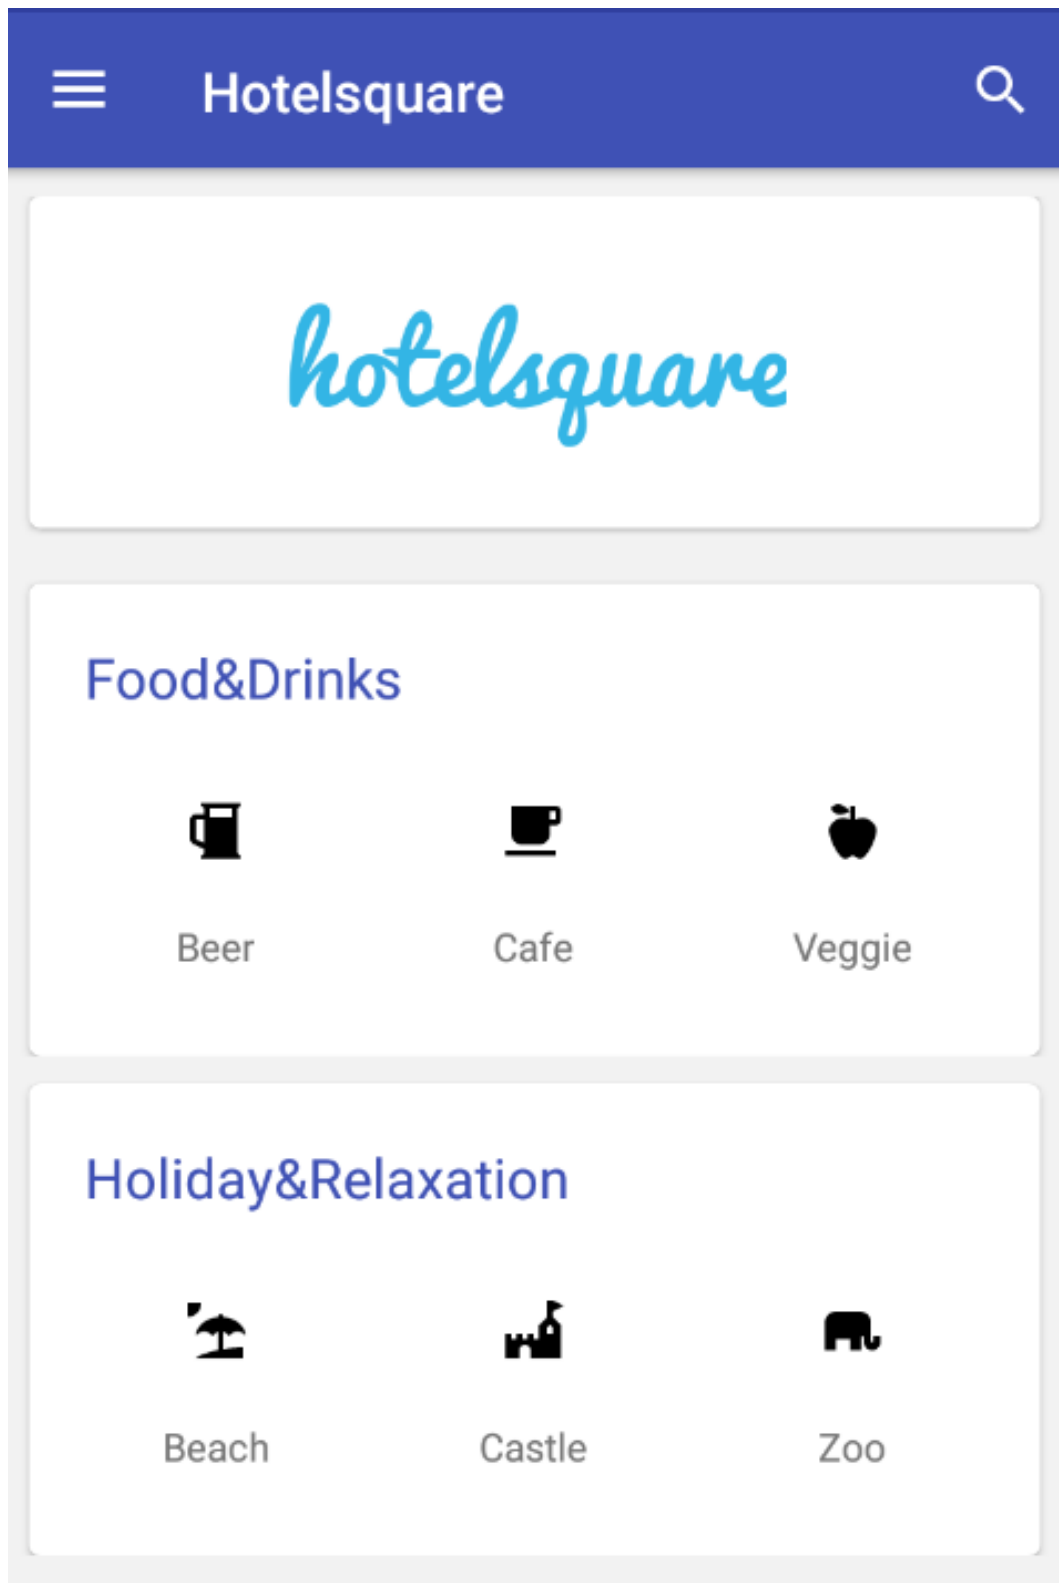 Hotelsquare
hotelsquare
Food&Drinks
Beer Cafe Veggie
Holiday&Relaxation
Beach Castle Zoo